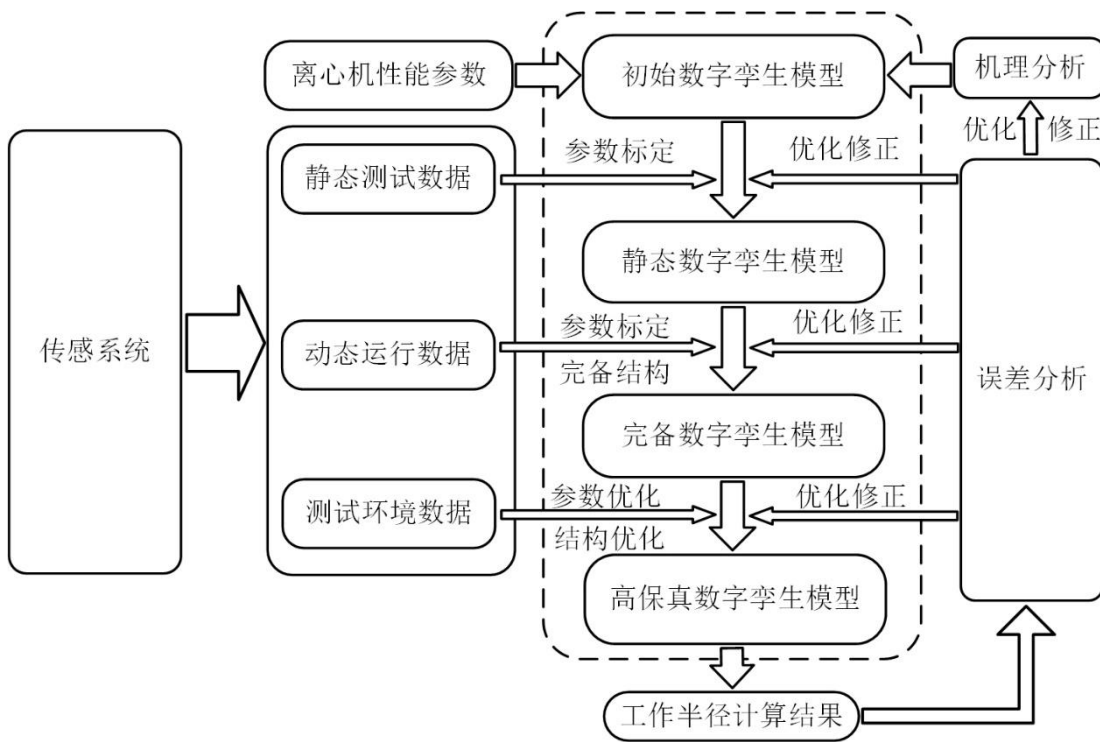 离心机性能参数
初始数字孪生模型
机理分析
优化 修正
参数标定
优化修正
静态测试数据
静态数字孪生模型
传感系统
动态运行数据
参数标定
完备结构
优化修正
误差分析
完备数字孪生模型
测试环境数据
参数优化
结构优化
优化修正
高保真数字孪生模型
工作半径计算结果